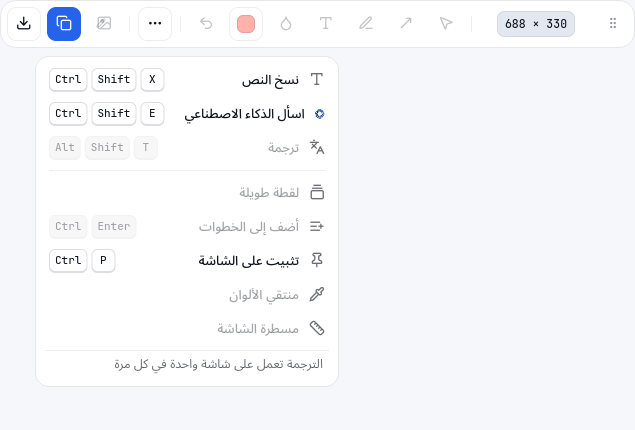 688 × 330
نسخ النص Ctrl Shift X
اسأل الذكاء الاصطناعي Ctrl Shift E
ترجمة Alt Shift T
لقطة طويلة
أضف إلى الخطوات Ctrl Enter
تثبيت على الشاشة Ctrl P
منتقي الألوان
مسطرة الشاشة
الترجمة تعمل على شاشة واحدة في كل مرة